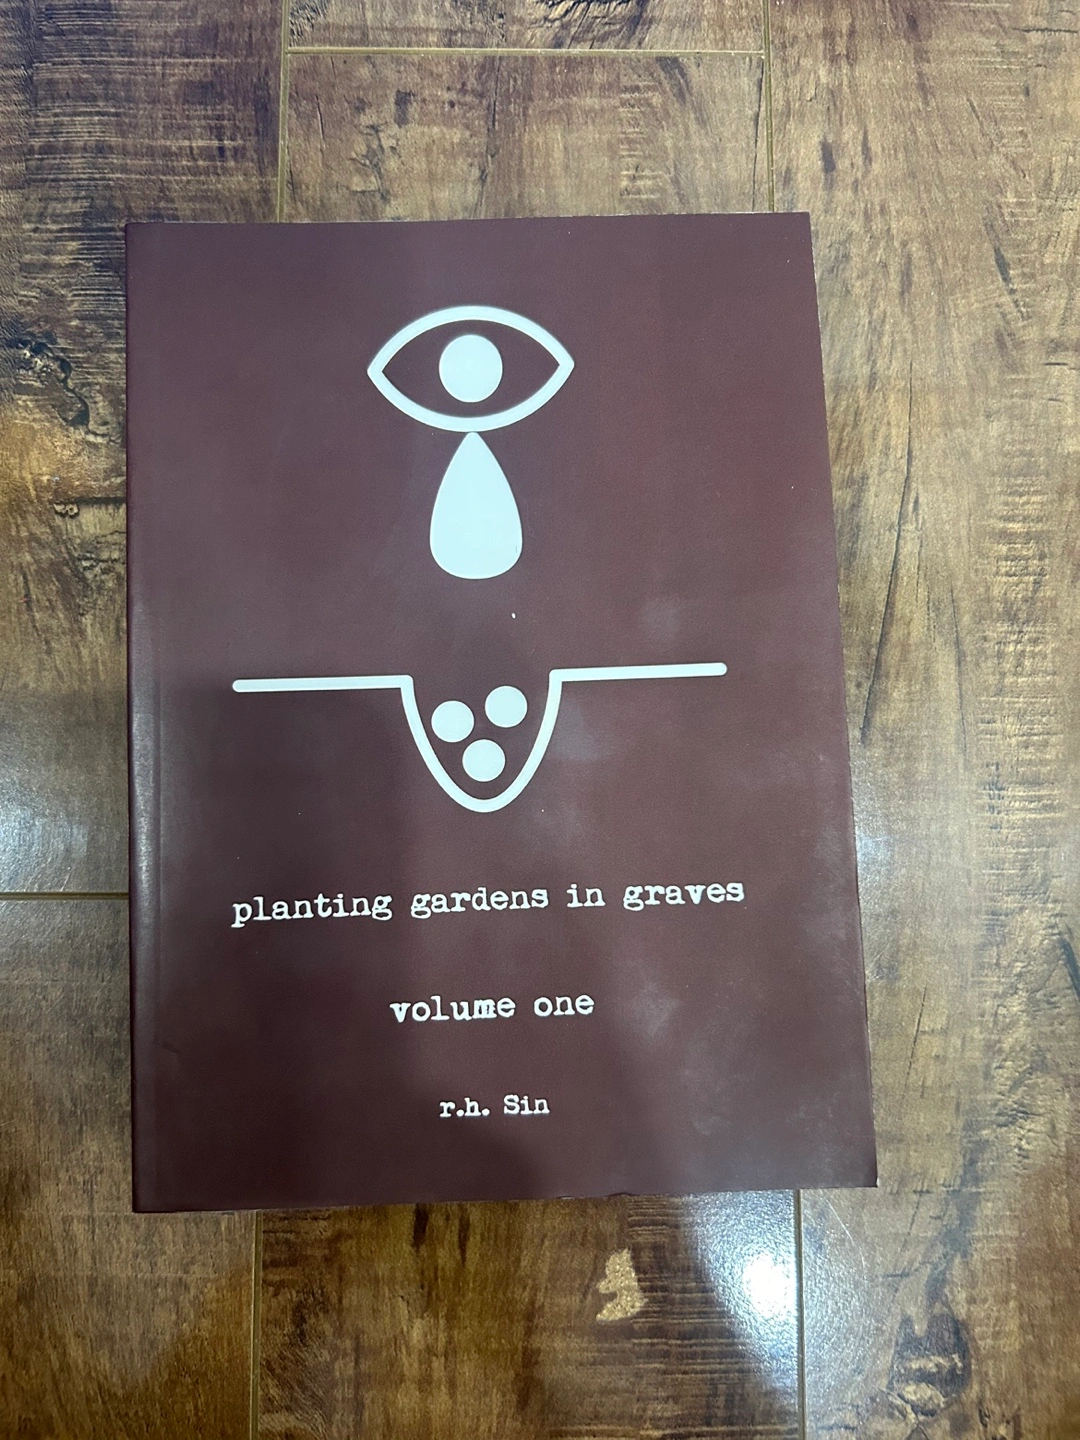 planting gardens in graves
volume one
r.h. Sin